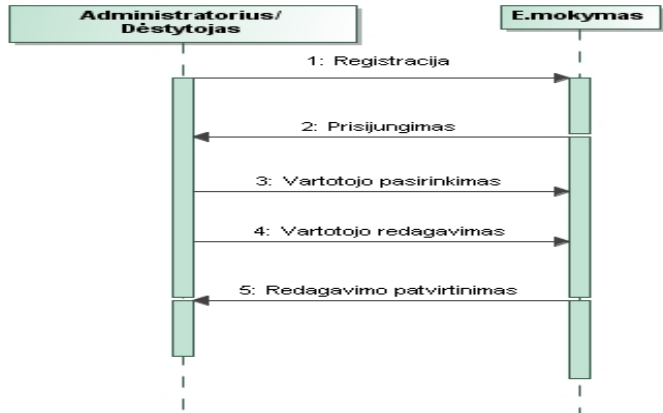 Administratorius/
Dėstytojas
E.mokymas
1: Registracija
2: Prisijungimas
3: Vartotojo pasirinkimas
4: Vartotojo redagavimas
5: Redagavimo patvirtinimas